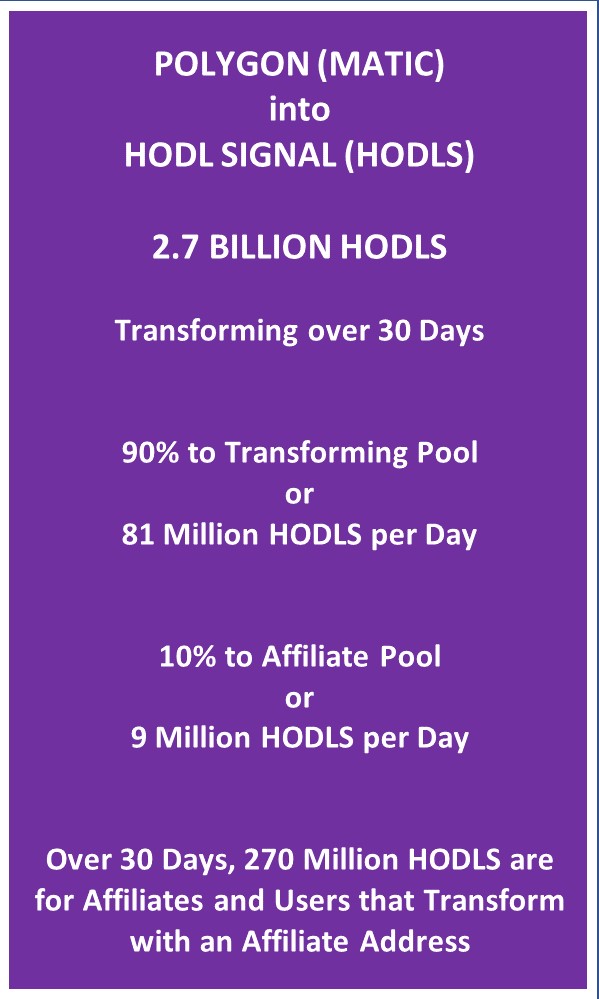 POLYGON (MATIC)
into
HODL SIGNAL (HODLS)
2.7 BILLION HODLS
Transforming over 30 Days
90% to Transforming Pool
or
81 Million HODLS per Day
10% to Affiliate Pool
or
9 Million HODLS per Day
Over 30 Days, 270 Million HODLS are
for Affiliates and Users that Transform
with an Affiliate Address